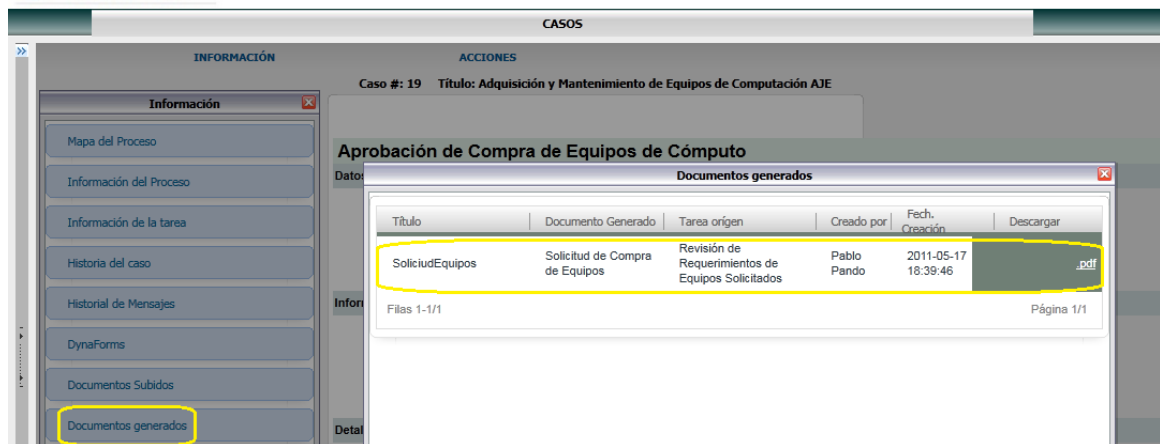 CASOS
»
INFORMACIÓN
ACCIONES
Caso #: 19 Título: Adquisición y Mantenimiento de Equipos de Computación AJE
Información
Mapa del Proceso
Información del Proceso
Información de la tarea
Historia del caso
Historial de Mensajes
DynaForms
Documentos Subidos
Documentos generados
Aprobación de Compra de Equipos de Cómputo
Datos
Documentos generados
Título
Documento Generado
Tarea orígen
Creado por
Fech.
Creación
Descargar
SoliciudEquipos
Solicitud de Compra
de Equipos
Revisión de
Requerimientos de
Equipos Solicitados
Pablo
Pando
2011-05-17
18:39:46
.pdf
Filas 1-1/1
Página 1/1
Infor
Detal